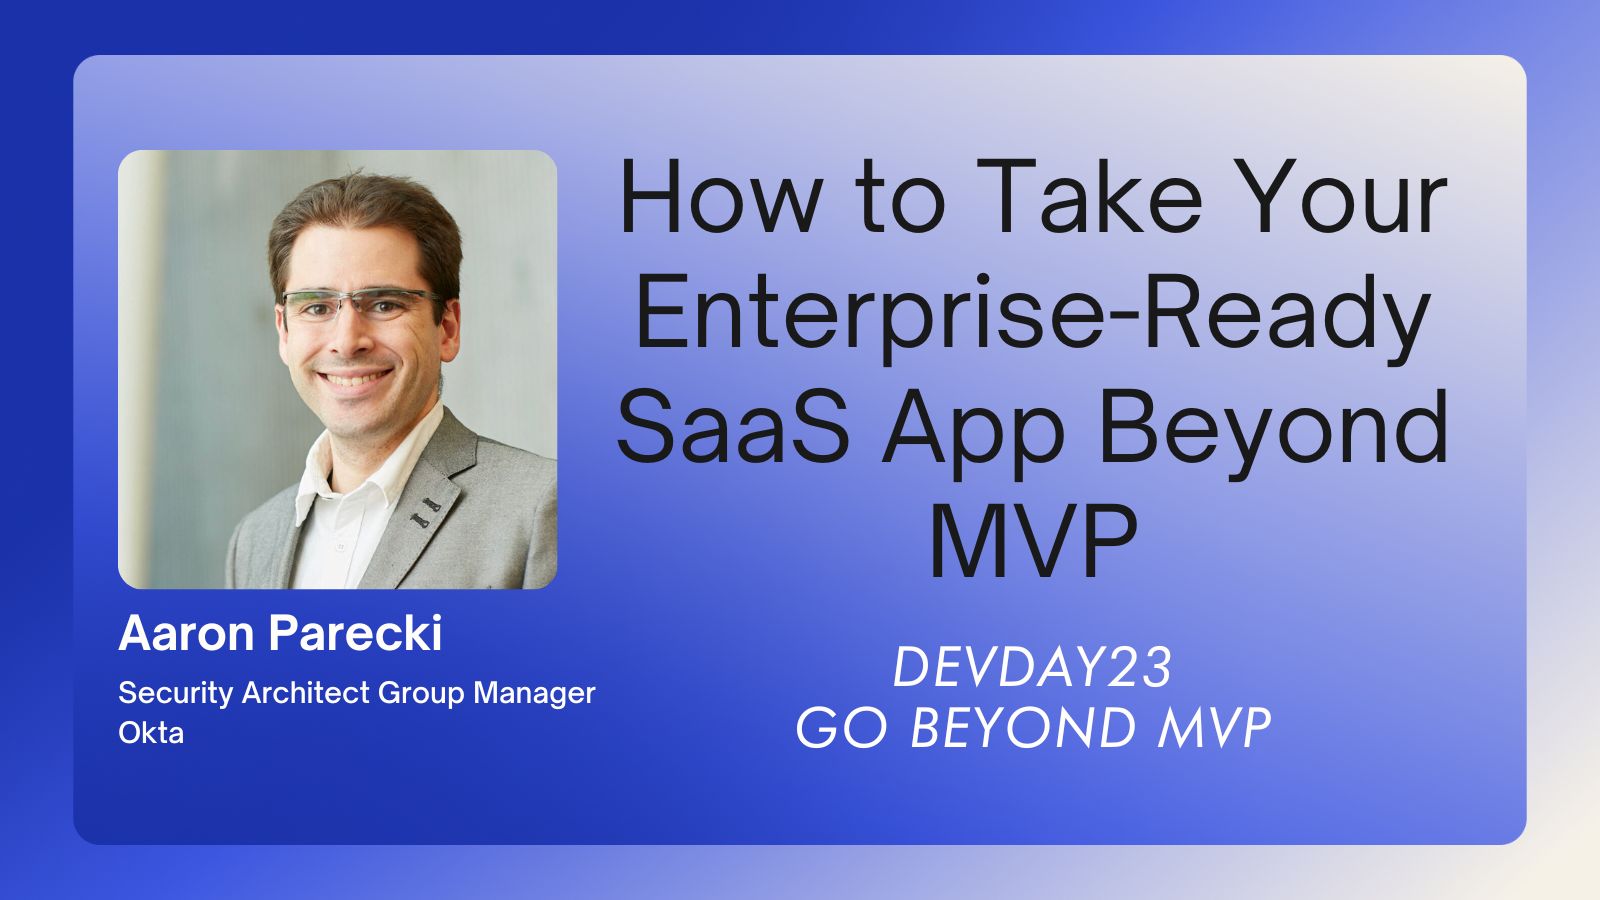 How to Take Your
Enterprise-Ready
SaaS App Beyond
MVP
Aaron Parecki
Security Architect Group Manager
Okta
DEVDAY23
GO BEYOND MVP